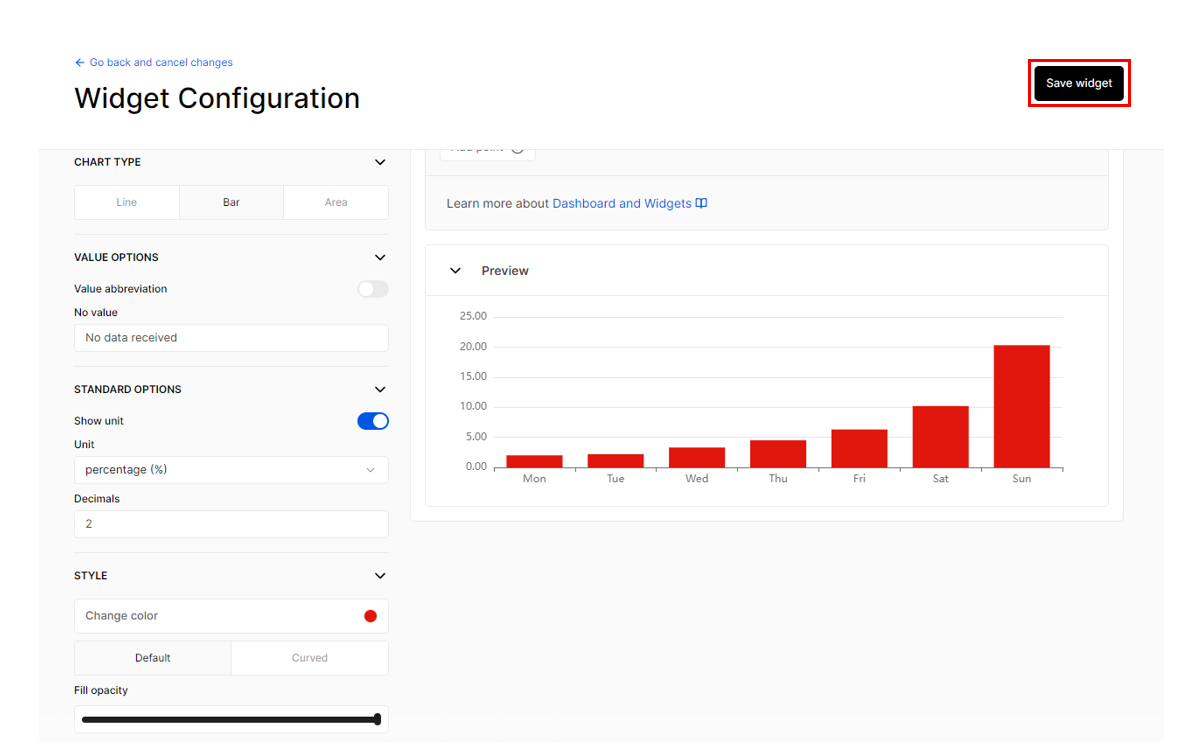 Go back and cancel changes
Widget Configuration
Save widget
CHART TYPE
Line Bar Area
VALUE OPTIONS
Value abbreviation
No value
No data received
STANDARD OPTIONS
Show unit
Unit
percentage (%)
Decimals
2
STYLE
Change color
Default Curved
Fill opacity
Learn more about Dashboard and Widgets
Preview
25.00
20.00
15.00
10.00
5.00
0.00
Mon Tue Wed Thu Fri Sat Sun